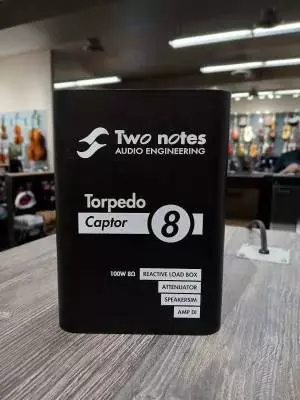 Two notes
AUDIO ENGINEERING
Torpedo
Captor 8
100W 8Ω REACTIVE LOAD BOX
ATTENUATOR
SPEAKERSIM
AMP DI